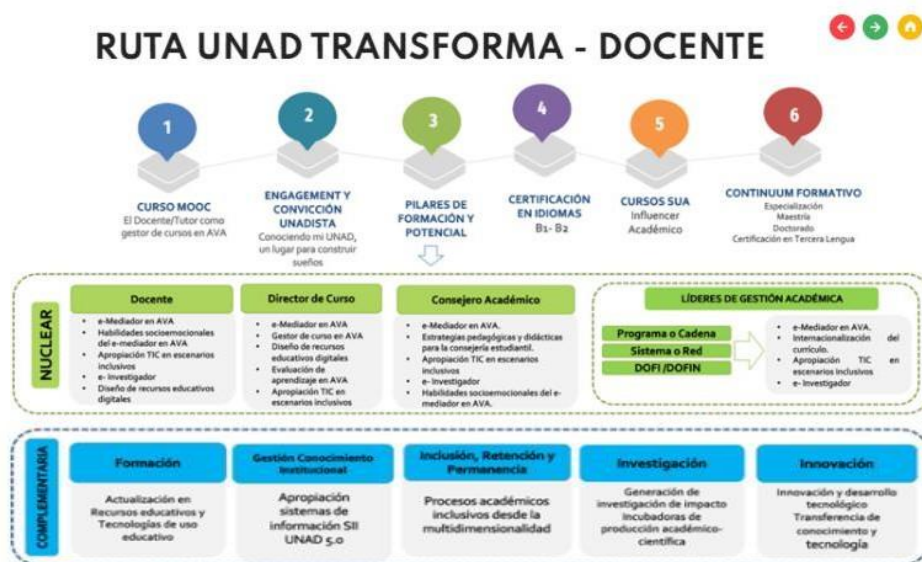 RUTA UNAD TRANSFORMA - DOCENTE
1
2
3
4
5
6
CURSO MOOC
El Docente/Tutor como
gestor de cursos en AVA
ENGAGEMENT Y
CONVICCIÓN
UNADISTA
Conociendo mi UNAD,
un lugar para construir
sueños
PILARES DE
FORMACIÓN Y
POTENCIAL
CERTIFICACIÓN
EN IDIOMAS
B1- B2
CURSOS SUA
Influencer
Académico
CONTINUUM FORMATIVO
Especialización
Maestría
Doctorado
Certificación en Tercera Lengua
NUCLEAR
Docente
• e-Mediador en AVA
• Habilidades socioemocionales
del e-mediador en AVA
• Apropiación TIC en escenarios
inclusivos
• e- Investigador
• Diseño de recursos educativos
digitales
Director de Curso
• e-Mediador en AVA
• Gestor de curso en AVA
• Diseño de recursos
educativos digitales
• Evaluación de
aprendizaje en AVA
• Apropiación TIC en
escenarios inclusivos
Consejero Académico
• e-Mediador en AVA.
• Estrategias pedagógicas y didácticas
para la consejería estudiantil.
• Apropiación TIC en escenarios
inclusivos
• e- Investigador
• Habilidades socioemocionales del e-
mediador en AVA.
LÍDERES DE GESTIÓN ACADÉMICA
Programa o Cadena
Sistema o Red
DOFI /DOFIN
• e-Mediador en AVA.
• Internacionalización del
currículo.
• Apropiación TIC en
escenarios inclusivos
• e- Investigador
COMPLEMENTARIA
Formación
Actualización en
Recursos educativos y
Tecnologías de uso
educativo
Gestión Conocimiento
Institucional
Apropiación
sistemas de
información SII
UNAD 5.0
Inclusión, Retención y
Permanencia
Procesos académicos
inclusivos desde la
multidimensionalidad
Investigación
Generación de
investigación de impacto
Incubadoras de
producción académico-
científica
Innovación
Innovación y desarrollo
tecnológico
Transferencia de
conocimiento y
tecnología